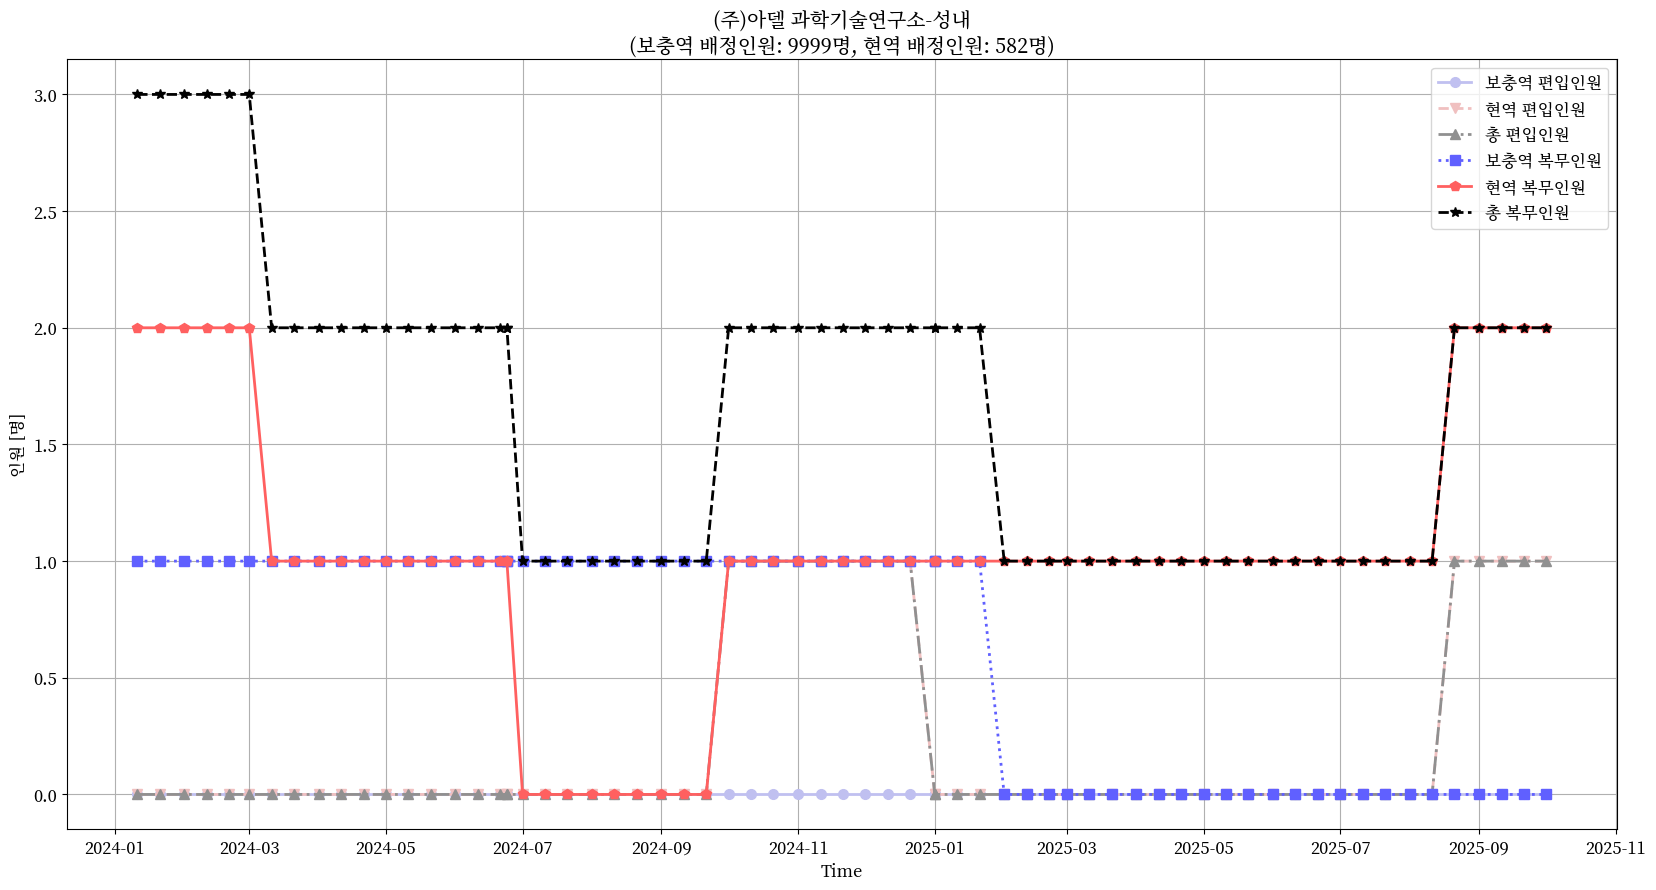 (주)아델 과학기술연구소-성내
(보충역 배정인원: 9999명, 현역 배정인원: 582명)
보충역 편입인원
현역 편입인원
총 편입인원
보충역 복무인원
현역 복무인원
총 복무인원
인원 [명]
3.0
2.5
2.0
1.5
1.0
0.5
0.0
2024-01
2024-03
2024-05
2024-07
2024-09
2024-11
2025-01
2025-03
2025-05
2025-07
2025-09
2025-11
Time